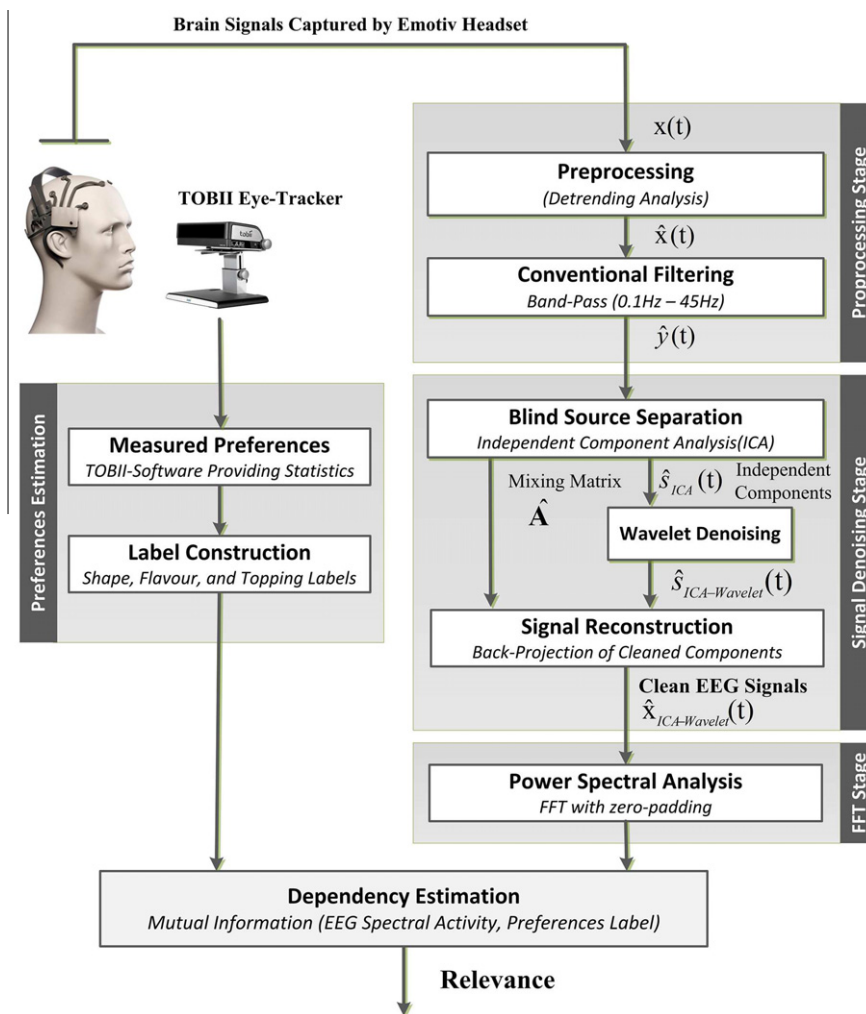 Brain Signals Captured by Emotiv Headset
x(t)
Preprocessing
(Detrending Analysis)
x̂(t)
Conventional Filtering
Band-Pass (0.1Hz – 45Hz)
ŷ(t)
Proprocessing Stage
TOBII Eye-Tracker
tobii
Preferences Estimation
Measured Preferences
TOBII-Software Providing Statistics
Label Construction
Shape, Flavour, and Topping Labels
Blind Source Separation
Independent Component Analysis(ICA)
Mixing Matrix
Â
ŝ_ICA(t)
Independent
Components
Wavelet Denoising
ŝ_ICA–Wavelet(t)
Signal Reconstruction
Back-Projection of Cleaned Components
Clean EEG Signals
x̂_ICA–Wavelet(t)
Signal Denoising Stage
Power Spectral Analysis
FFT with zero-padding
FFT Stage
Dependency Estimation
Mutual Information (EEG Spectral Activity, Preferences Label)
Relevance